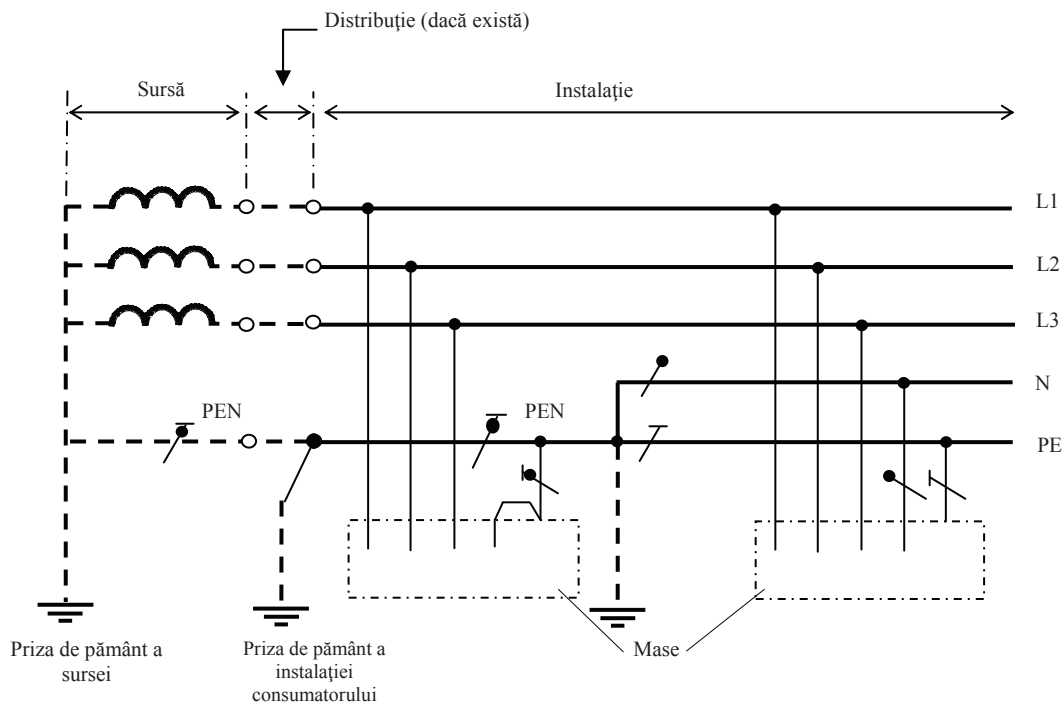 Distribuţie (dacă există)
Sursă
Instalaţie
L1
L2
L3
N
PEN
PEN
PE
Priza de pământ a
sursei
Priza de pământ a
instalaţiei
consumatorului
Mase